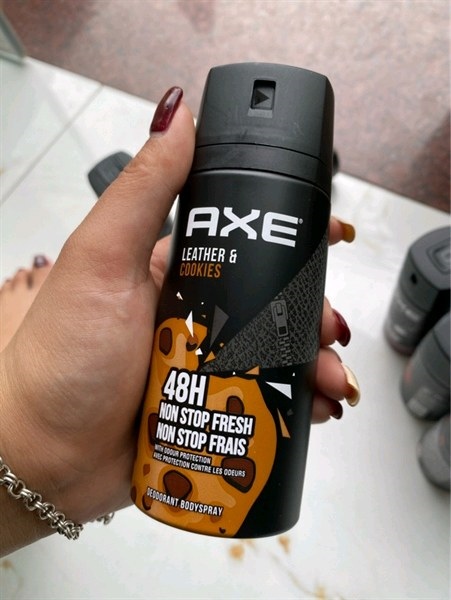 AXE
LEATHER &
COOKIES
48H
NON STOP FRESH
NON STOP FRAIS
WITH ODOUR PROTECTION
AVEC PROTECTION CONTRE LES ODEURS
DEODORANT BODYSPRAY